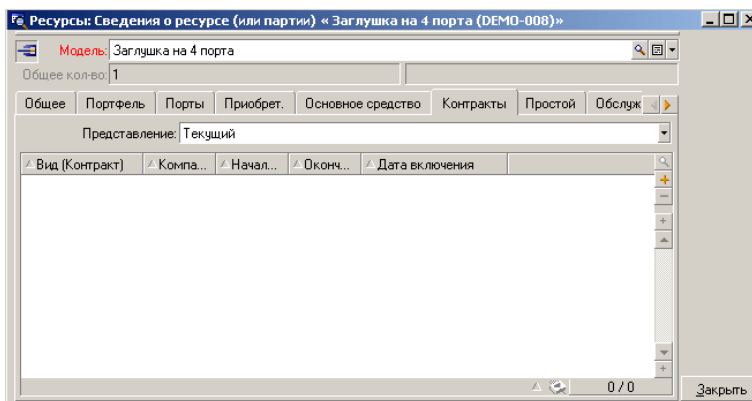 Ресурсы: Сведения о ресурсе (или партии) « Заглушка на 4 порта (DEMO-008)»
Модель: Заглушка на 4 порта
Общее кол-во: 1
Общее Портфель Порты Приобрет. Основное средство Контракты Простой Обслуж
Представление: Текущий
Вид (Контракт) Компа... Начал... Оконч... Дата включения
0 / 0
Закрыть